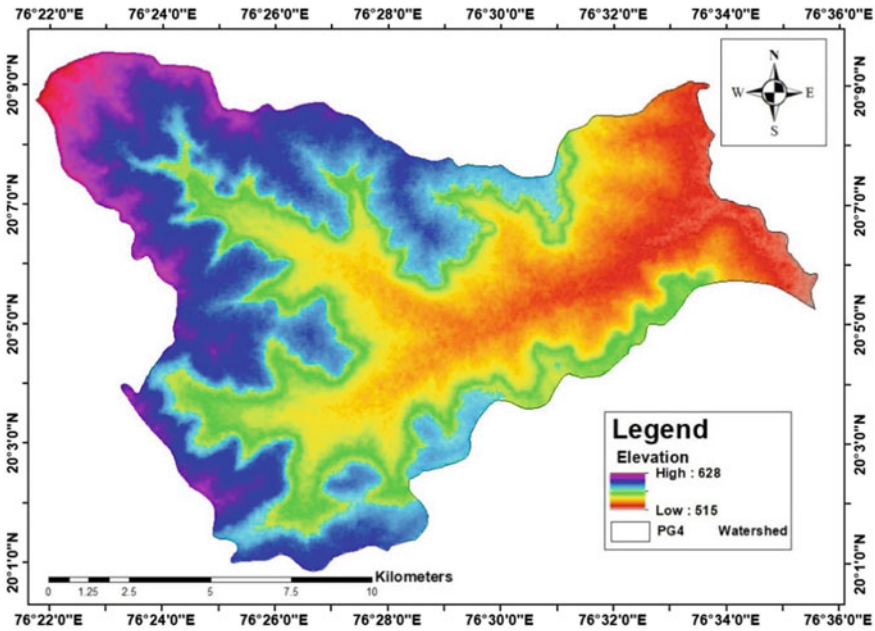 76°22'0"E 76°24'0"E 76°26'0"E 76°28'0"E 76°30'0"E 76°32'0"E 76°34'0"E 76°36'0"E
N
W E
S
20°9'0"N 20°9'0"N
20°7'0"N 20°7'0"N
20°5'0"N 20°5'0"N
20°3'0"N 20°3'0"N
20°1'0"N 20°1'0"N
Legend
Elevation
High : 628
Low : 515
PG4 Watershed
Kilometers
0 1.25 2.5 5 7.5 10
76°22'0"E 76°24'0"E 76°26'0"E 76°28'0"E 76°30'0"E 76°32'0"E 76°34'0"E 76°36'0"E